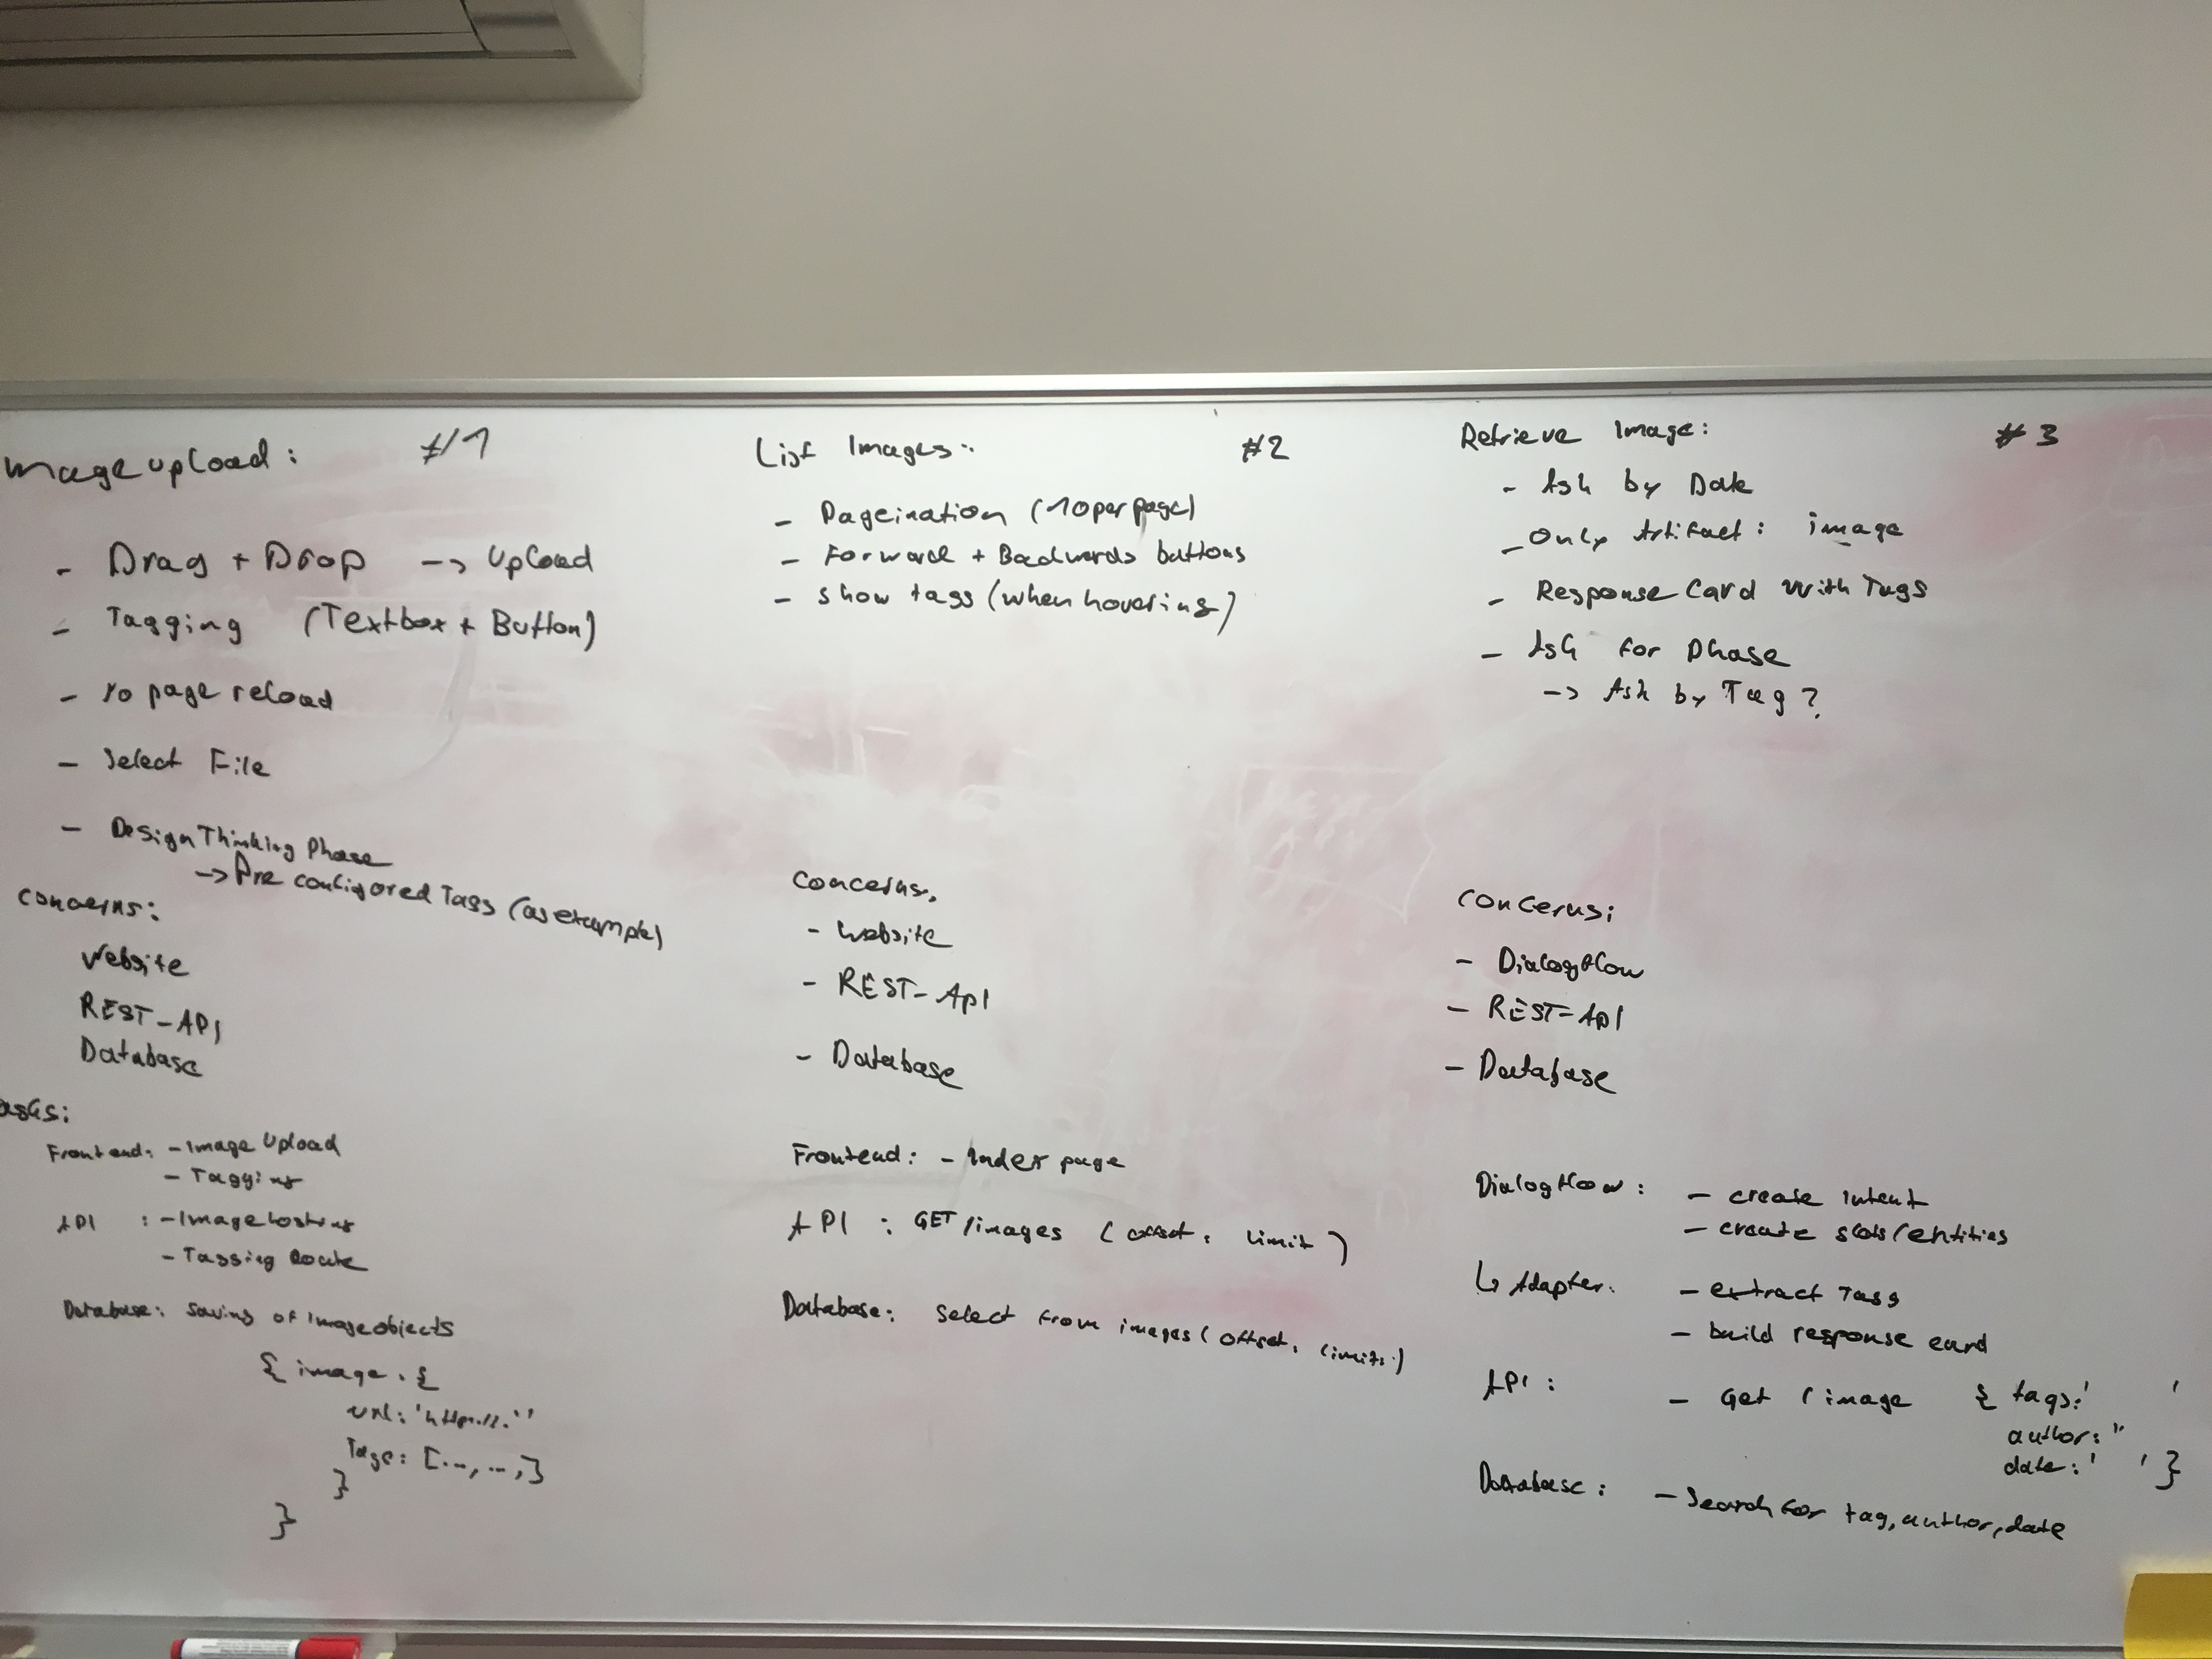 mageupload: #1
- Drag + Drop -> Upload
- Tagging (Textbox + Button)
- no page reload
- Select File
- Design Thinking Phase
-> Pre configored Tags (as example)
concerns:
Website
REST-API
Database
asks:
Frontend: - Image Upload
- Tagging
API : - Image hosting
- Tagging Route
Database: Saving of Imageobjects
{ image: {
url: 'http://.''
Tags: [..., ...,]
}
}
List Images: #2
- Pageination (10 per page)
- Forward + Backwards buttons
- show tags (when hovering)
concerns:
- Website
- REST-API
- Database
Frontend: - Index page
API : GET /images (offset, limit)
Database: Select from images (offset, limit)
Retrieve Image: #3
- Ask by Date
- Only Artifact: image
- Response Card with Tags
- Ask for Phase
-> Ask by Tag?
concerns:
- Dialogflow
- REST-API
- Database
Dialogflow: - create Intent
- create slots/entities
↳ Adapter: - extract Tags
- build response card
API: - Get /image { tags: ' '
author: ''
date: ' ' }
Database: - Search for tag, author, date